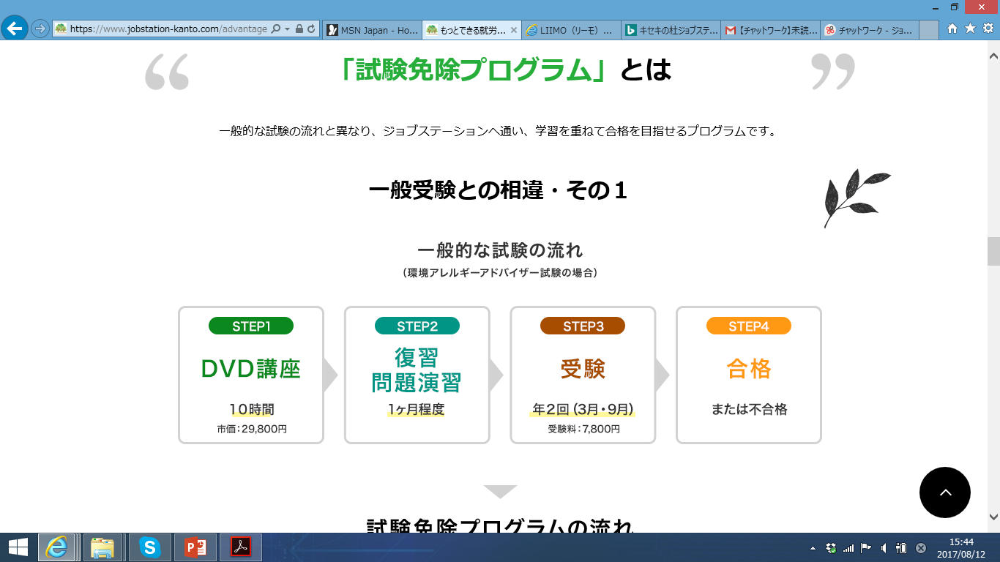 https://www.jobstation-kanto.com/advantage
MSN Japan - Ho...
もっとできる就労...
LIIMO（リーモ）...
キセキの杜ジョブステ...
【チャットワーク】未読...
チャットワーク - ジョ...
「試験免除プログラム」とは
一般的な試験の流れと異なり、ジョブステーションへ通い、学習を重ねて合格を目指せるプログラムです。
一般受験との相違・その１
一般的な試験の流れ
（環境アレルギーアドバイザー試験の場合）
STEP1
DVD講座
10時間
市価：29,800円
STEP2
復習
問題演習
1ヶ月程度
STEP3
受験
年２回（3月・9月）
受験料：7,800円
STEP4
合格
または不合格
試験免除プログラムの流れ
15:44
2017/08/12